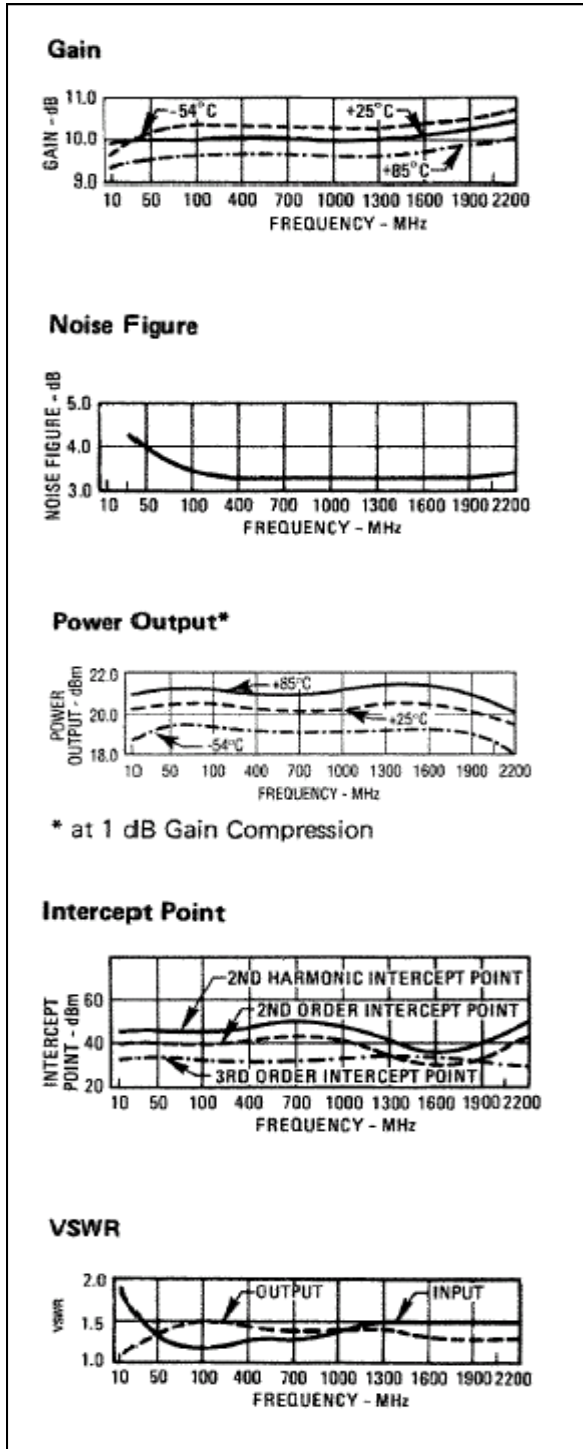 Gain
11.0
-54°C
+25°C
GAIN - dB
10.0
+85°C
9.0
10 50 100 400 700 1000 1300 1600 1900 2200
FREQUENCY - MHz
Noise Figure
5.0
NOISE FIGURE - dB
4.0
3.0
10 50 100 400 700 1000 1300 1600 1900 2200
FREQUENCY - MHz
Power Output*
22.0
+85°C
POWER
OUTPUT - dBm
20.0
+25°C
-54°C
18.0
10 50 100 400 700 1000 1300 1600 1900 2200
FREQUENCY - MHz
* at 1 dB Gain Compression
Intercept Point
2ND HARMONIC INTERCEPT POINT
60
2ND ORDER INTERCEPT POINT
INTERCEPT
POINT - dBm
40
3RD ORDER INTERCEPT POINT
20
10 50 100 400 700 1000 1300 1600 1900 2200
FREQUENCY - MHz
VSWR
2.0
OUTPUT
INPUT
VSWR
1.5
1.0
10 50 100 400 700 1000 1300 1600 1900 2200
FREQUENCY - MHz